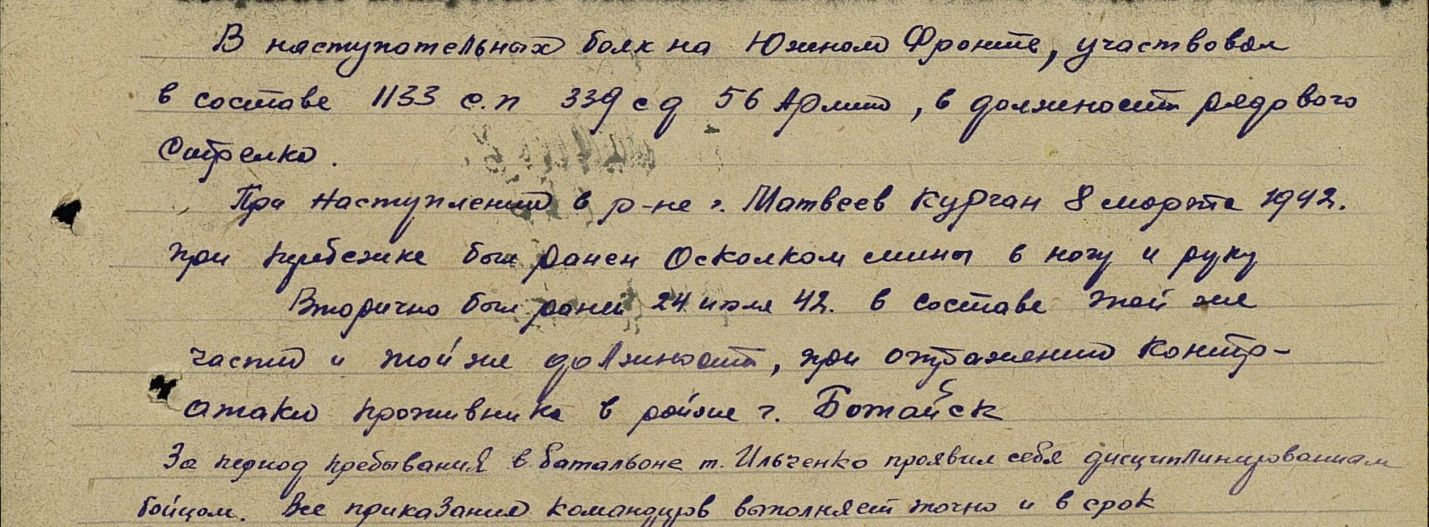 В наступательных боях на Южном Фронте, участвовал
в составе 1133 с.п 339 сд 56 Армии, в должности рядового
Стрелка.
При наступлении в р-не г. Матвеев Курган 8 марта 1942.
при перебежке был ранен Осколком мины в ногу и руку
Вторично был ранен 24 июля 42. в составе той же
части и той же должности, при отражении контр-
атаки противника в районе г. Батайск
За период пребывания в батальоне т. Ильченко проявил себя дисциплинированным
бойцом. Все приказания командиров выполняет точно и в срок